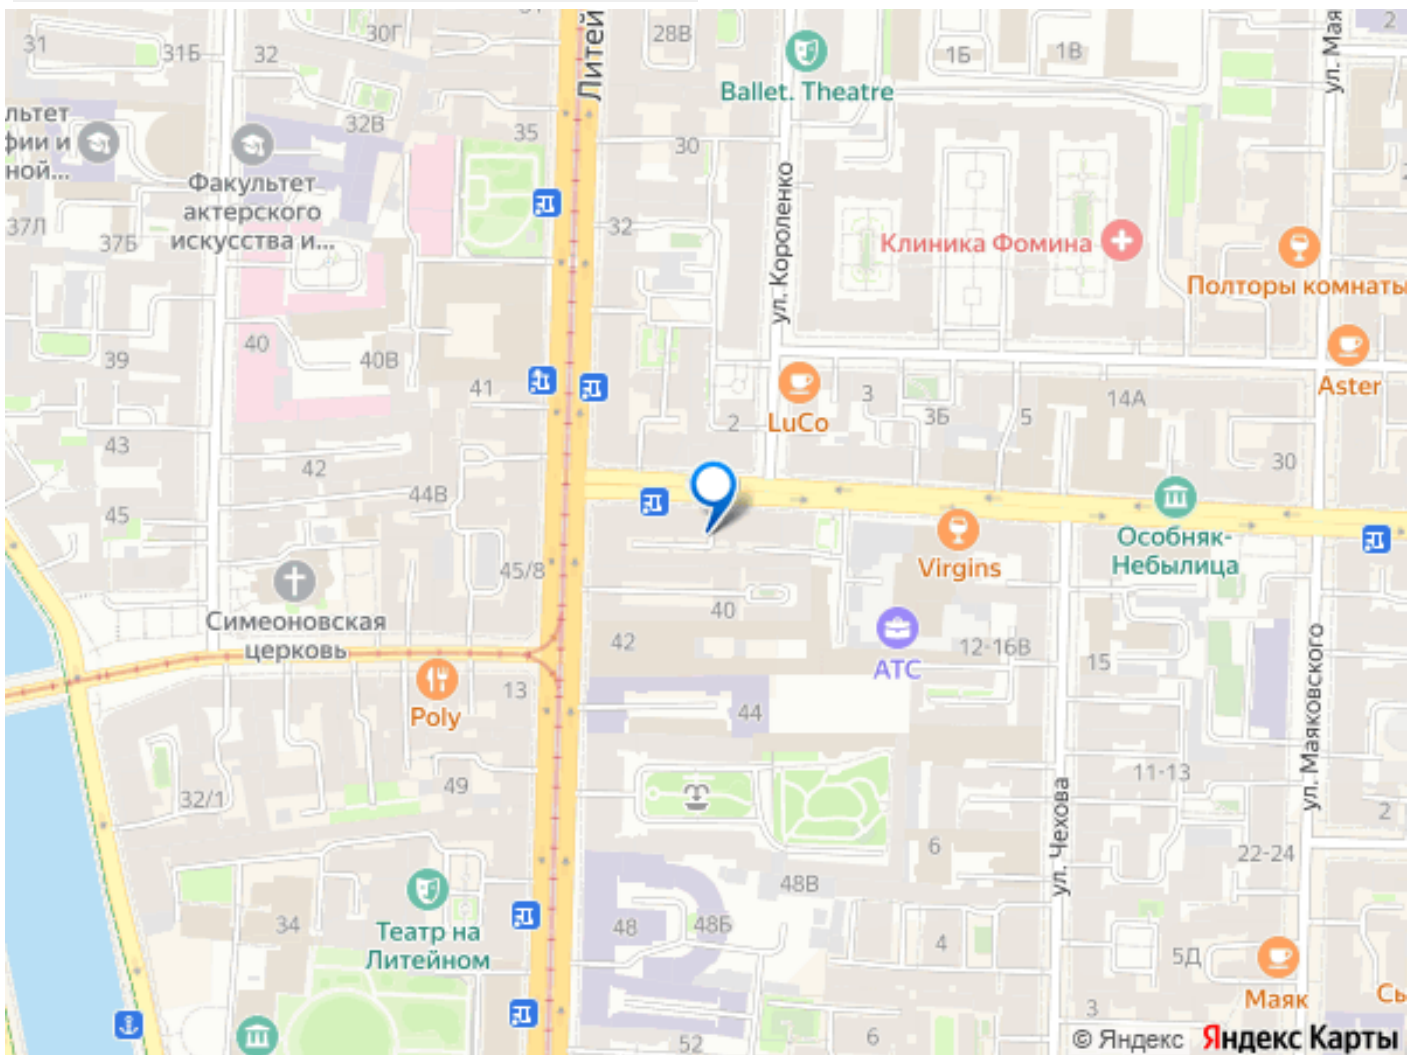 31
31Б
32
30Г
Литей
28В
Ballet. Theatre
1Б
1В
ул. Мая
2
льтет
фии и
ной...
32В
35
30
Факультет
актерского
искусства и...
37Л
37Б
32
ул. Короленко
Клиника Фомина
Полторы комнаты
40
40В
39
41
Aster
3
3Б
5
14А
LuCo
2
43
42
44В
30
45
Особняк-
Небылица
Virgins
45/8
Симеоновская
церковь
40
42
АТС
12-16В
15
13
Poly
44
ул. Маяковского
49
32/1
11-13
2
ул. Чехова
6
22-24
48В
34
Театр на
Литейном
48
48Б
4
5Д
Маяк
Сы
3
6
52
© Яндекс Яндекс Карты